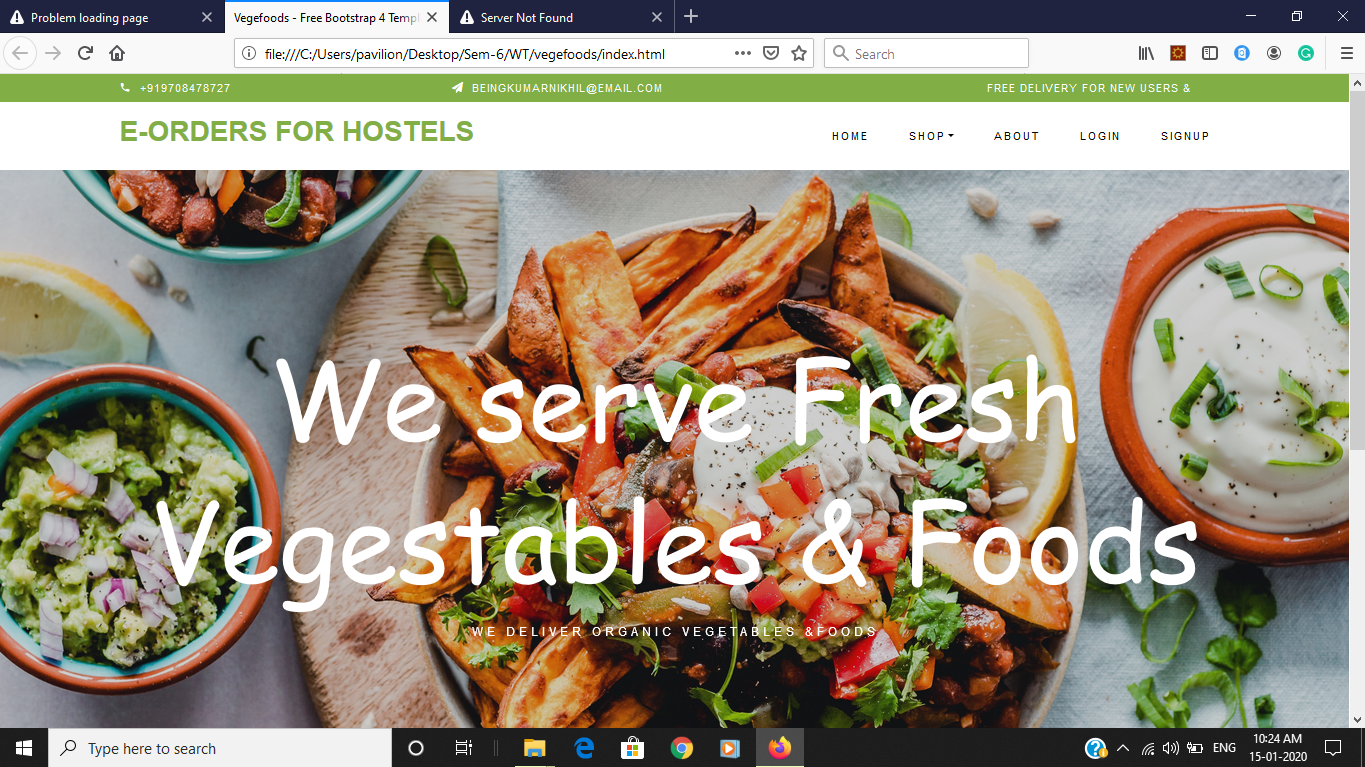 Problem loading page
Vegefoods - Free Bootstrap 4 Templ
Server Not Found
file:///C:/Users/pavilion/Desktop/Sem-6/WT/vegefoods/index.html
Search
+919708478727
BEINGKUMARNIKHIL@EMAIL.COM
FREE DELIVERY FOR NEW USERS &
E-ORDERS FOR HOSTELS
HOME SHOP ABOUT LOGIN SIGNUP
We serve Fresh
Vegestables & Foods
WE DELIVER ORGANIC VEGETABLES &FOODS
Type here to search
ENG
10:24 AM
15-01-2020